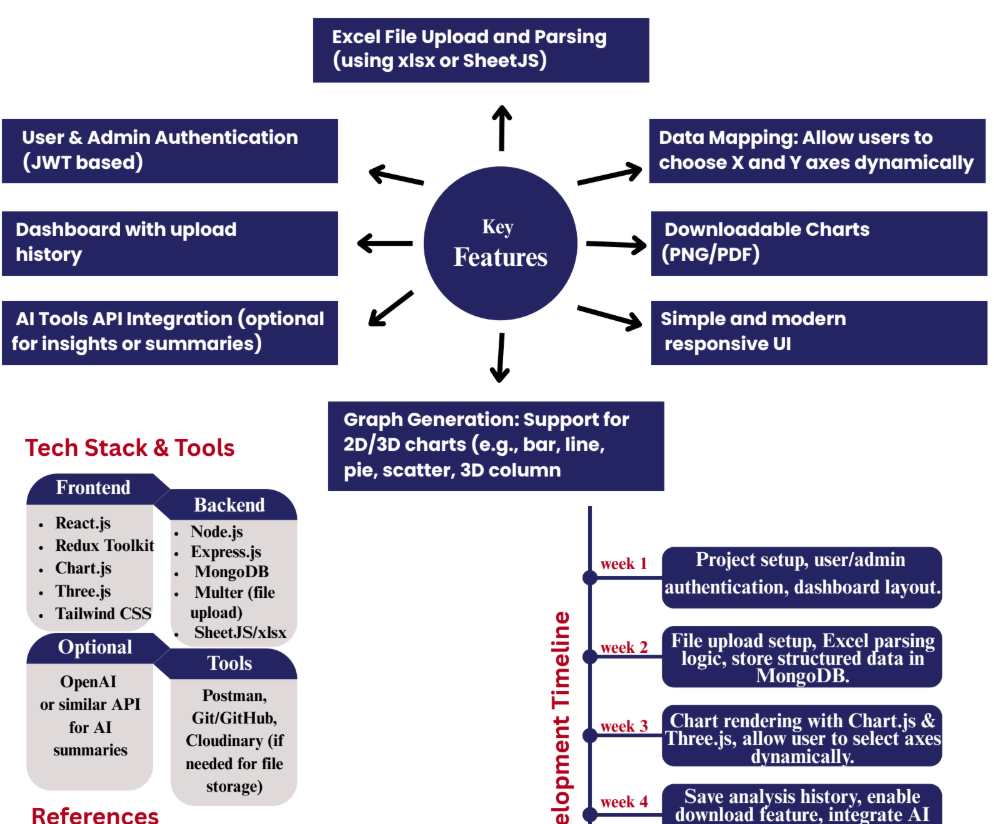 Excel File Upload and Parsing
(using xlsx or SheetJS)
User & Admin Authentication
(JWT based)
Data Mapping: Allow users to
choose X and Y axes dynamically
Key
Features
Dashboard with upload
history
Downloadable Charts
(PNG/PDF)
AI Tools API Integration (optional
for insights or summaries)
Simple and modern
responsive UI
Graph Generation: Support for
2D/3D charts (e.g., bar, line,
pie, scatter, 3D column
Tech Stack & Tools
Frontend
• React.js
• Redux Toolkit
• Chart.js
• Three.js
• Tailwind CSS
Backend
• Node.js
• Express.js
• MongoDB
• Multer (file
upload)
• SheetJS/xlsx
Optional
OpenAI
or similar API
for AI
summaries
Tools
Postman,
Git/GitHub,
Cloudinary (if
needed for file
storage)
References
elopment Timeline
week 1
Project setup, user/admin
authentication, dashboard layout.
week 2
File upload setup, Excel parsing
logic, store structured data in
MongoDB.
week 3
Chart rendering with Chart.js &
Three.js, allow user to select axes
dynamically.
week 4
Save analysis history, enable
download feature, integrate AI